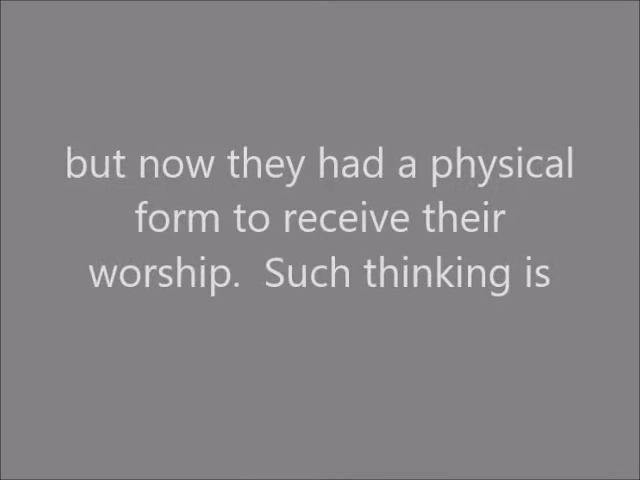 but now they had a physical
form to receive their
worship.  Such thinking is